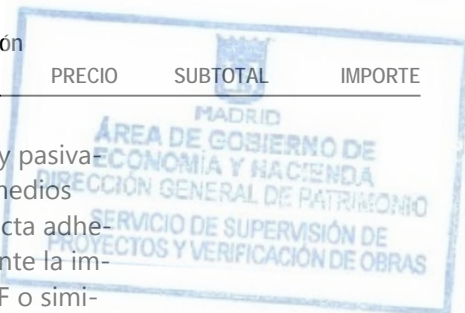 ón
PRECIO SUBTOTAL IMPORTE
MADRID
ÁREA DE GOBIERNO DE
ECONOMÍA Y HACIENDA
DIRECCIÓN GENERAL DE PATRIMONIO
SERVICIO DE SUPERVISIÓN DE
PROYECTOS Y VERIFICACIÓN DE OBRAS
y pasiva-
nedios
cta adhe-
nte la im-
F o simi-